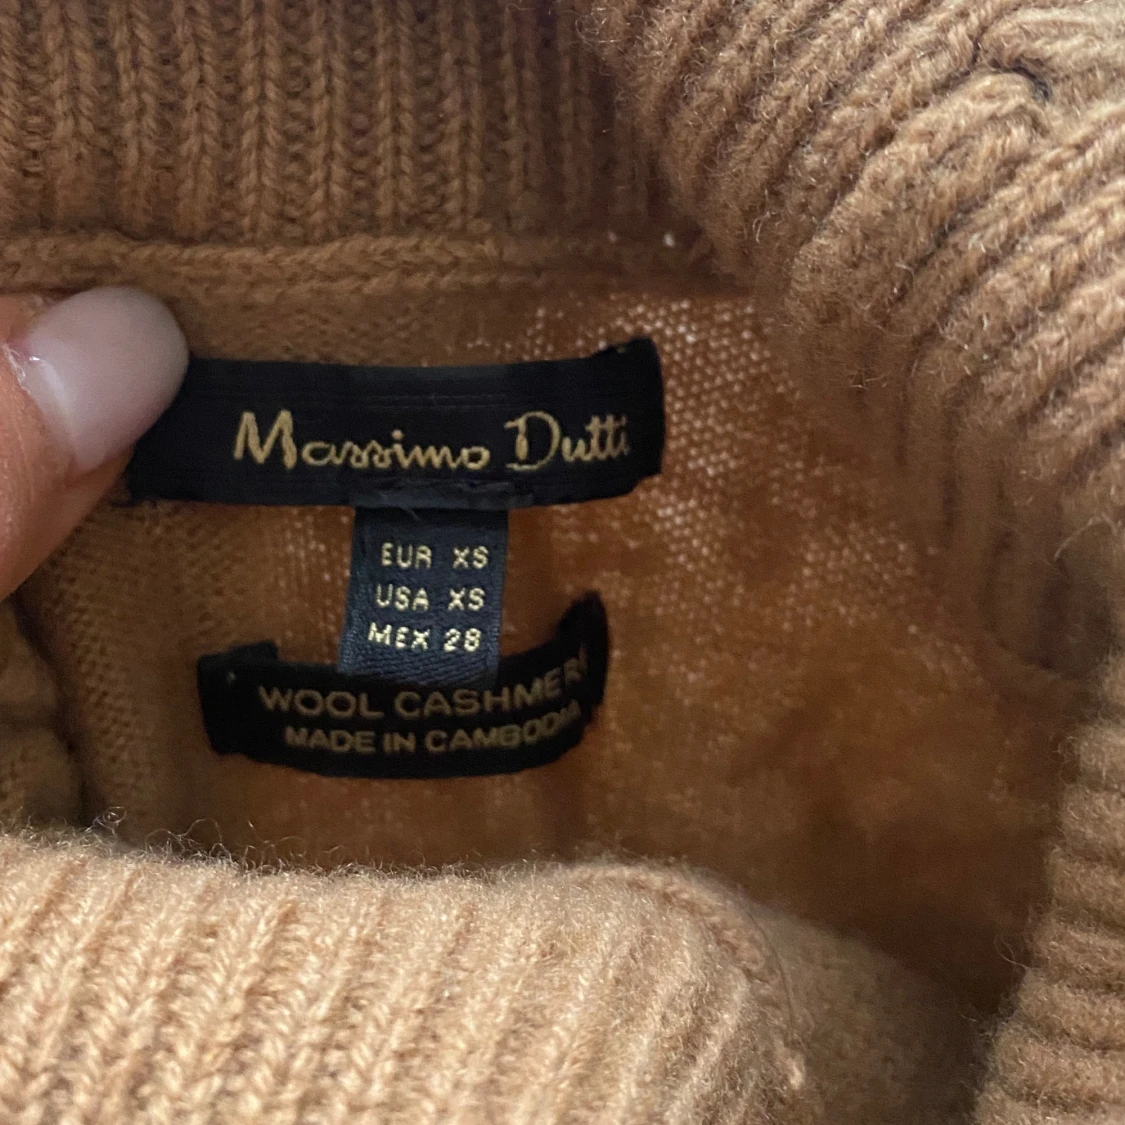 Massimo Dutti
EUR XS
USA XS
MEX 28
WOOL CASHMERE
MADE IN CAMBODIA